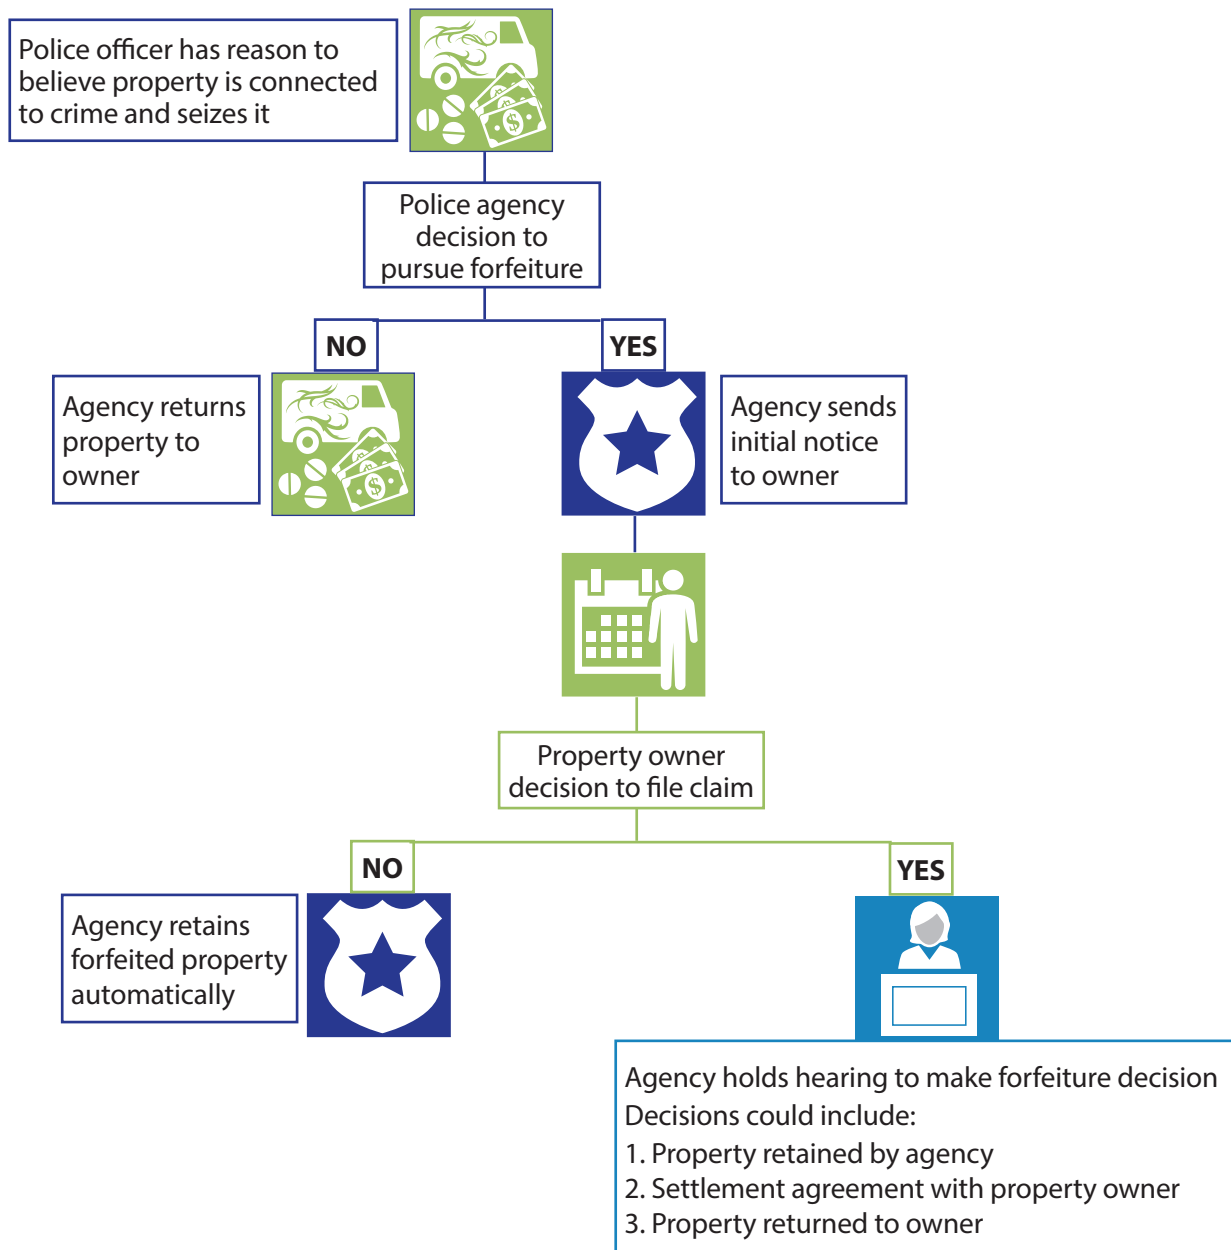 Police officer has reason to
believe property is connected
to crime and seizes it
$
Police agency
decision to
pursue forfeiture
NO
YES
Agency returns
property to
owner
$
Agency sends
initial notice
to owner
Property owner
decision to file claim
NO
YES
Agency retains
forfeited property
automatically
Agency holds hearing to make forfeiture decision
Decisions could include:
1. Property retained by agency
2. Settlement agreement with property owner
3. Property returned to owner